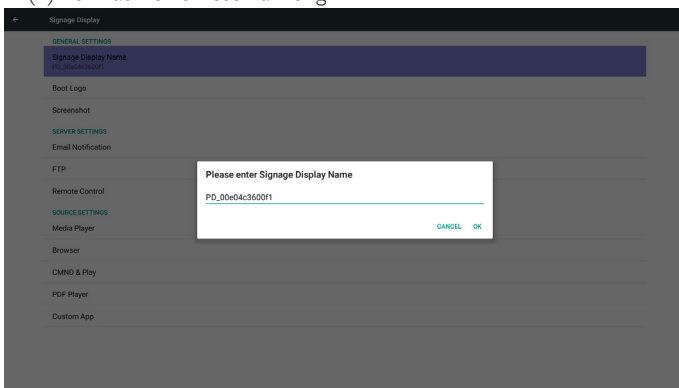 Signage Display
GENERAL SETTINGS
Signage Display Name
PD_00e04c3600f1
Boot Logo
Screenshot
SERVER SETTINGS
Email Notification
FTP
Remote Control
SOURCE SETTINGS
Media Player
Browser
CMND & Play
PDF Player
Custom App
Please enter Signage Display Name
PD_00e04c3600f1
CANCEL OK